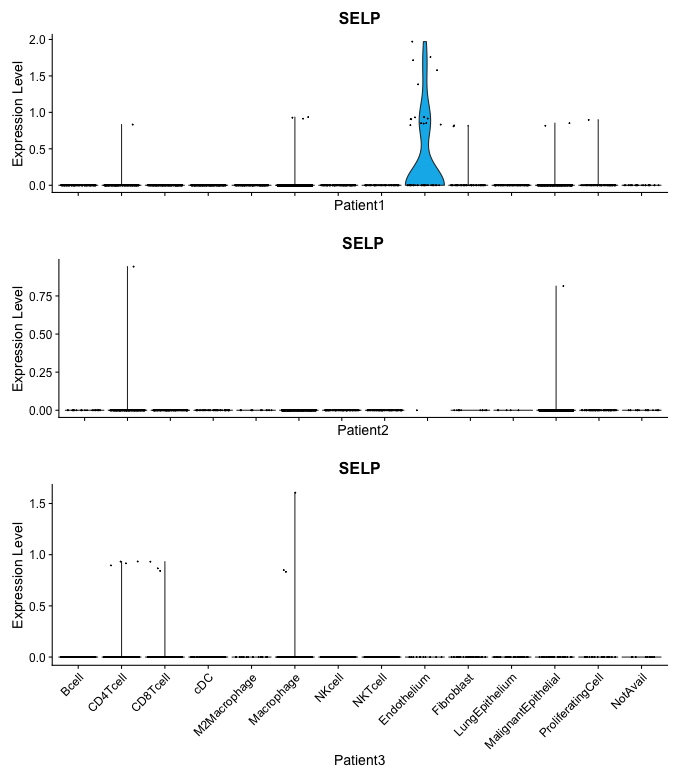 SELP
Expression Level
2.0
1.5
1.0
0.5
0.0
Patient1
SELP
Expression Level
0.75
0.50
0.25
0.00
Patient2
SELP
Expression Level
1.5
1.0
0.5
0.0
Bcell
CD4Tcell
CD8Tcell
cDC
M2Macrophage
Macrophage
NKcell
NKTcell
Endothelium
Fibroblast
LungEpithelium
MalignantEpithelial
ProliferatingCell
NotAvail
Patient3